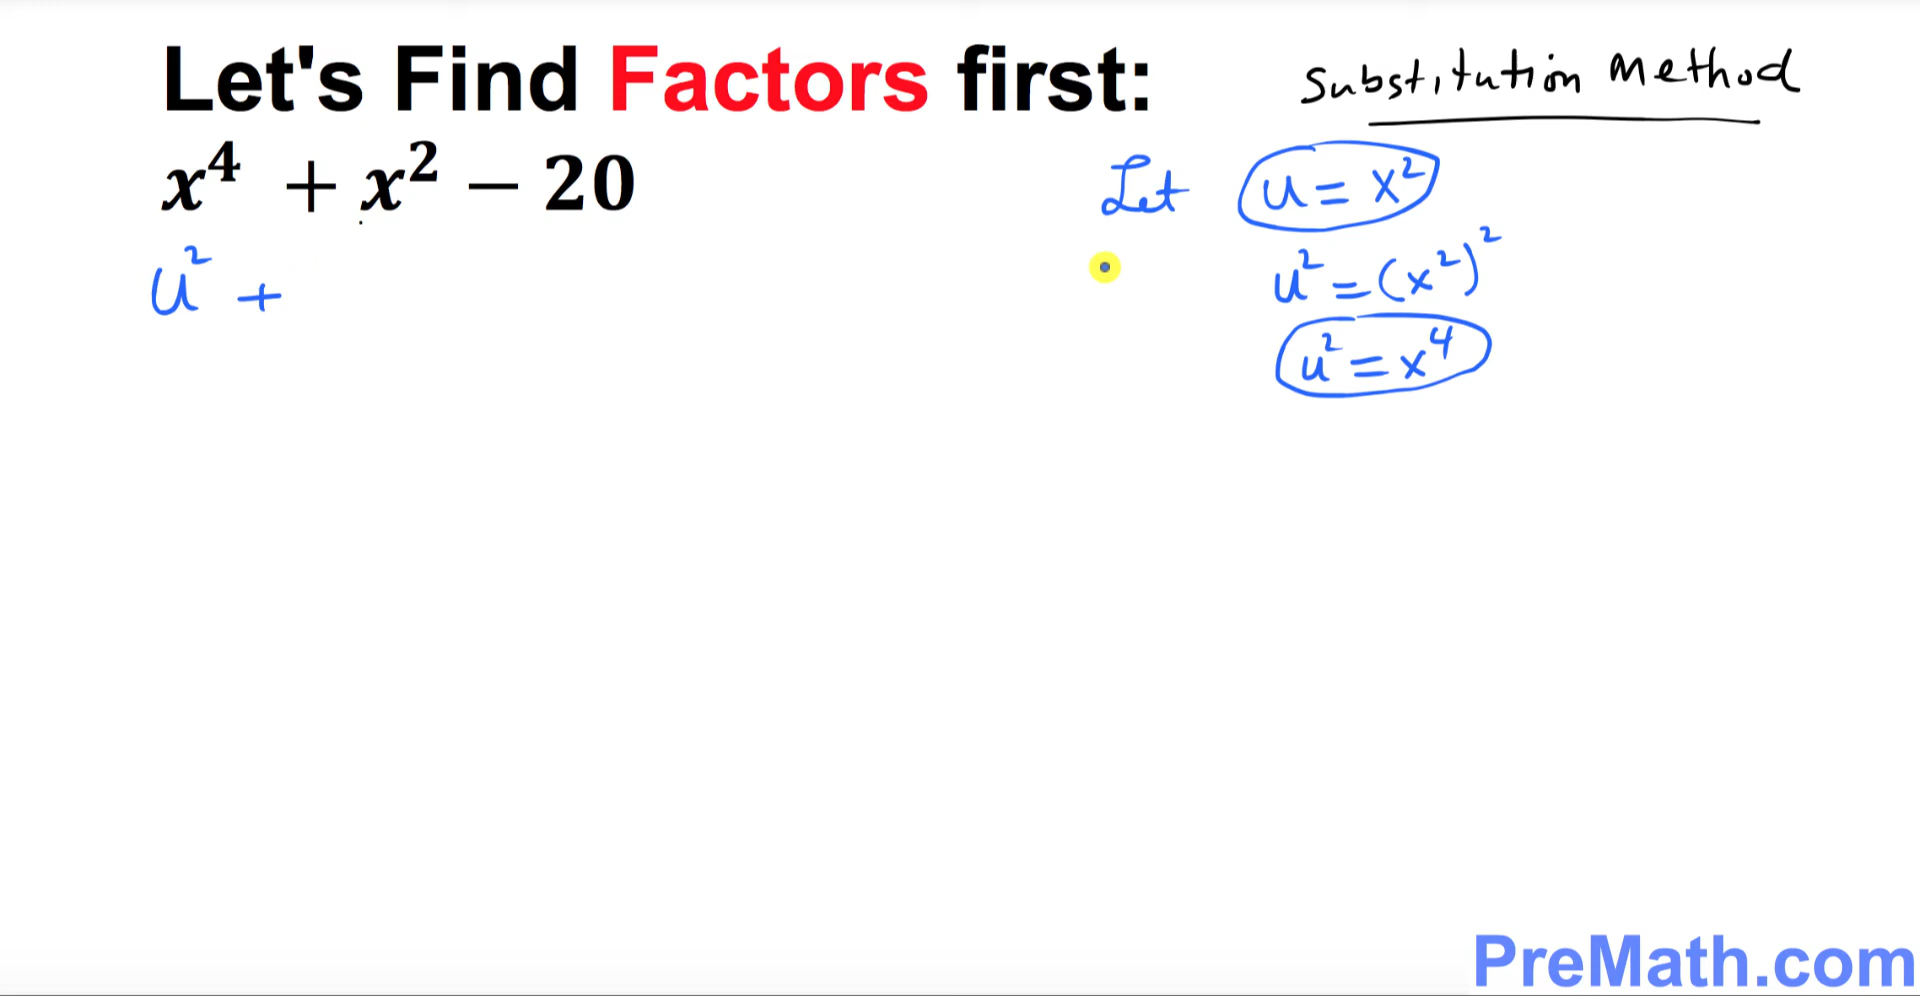 Let's Find Factors first:
Substitution Method
x⁴ + x² − 20
Let u = x²
u² +
u² = (x²)²
u² = x⁴
PreMath.com